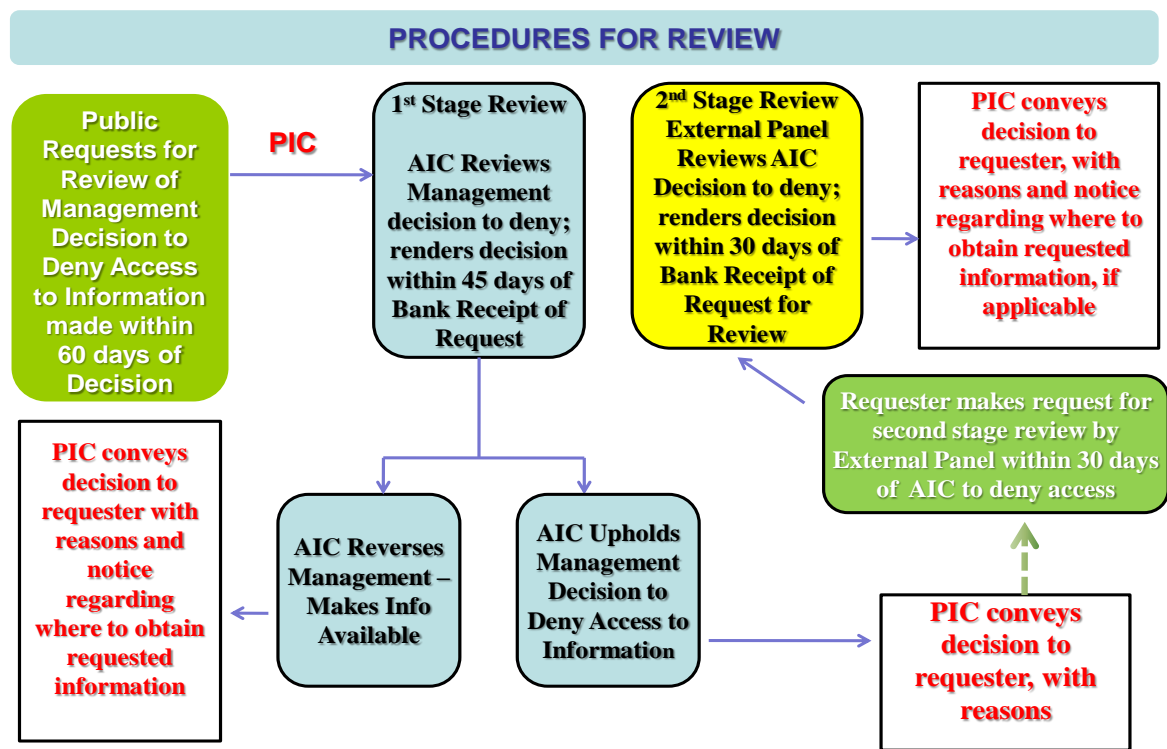 PROCEDURES FOR REVIEW
Public
Requests for
Review of
Management
Decision to
Deny Access
to Information
made within
60 days of
Decision
PIC
1st Stage Review
AIC Reviews
Management
decision to deny;
renders decision
within 45 days of
Bank Receipt of
Request
2nd Stage Review
External Panel
Reviews AIC
Decision to deny;
renders decision
within 30 days of
Bank Receipt of
Request for
Review
PIC conveys
decision to
requester, with
reasons and notice
regarding where to
obtain requested
information, if
applicable
Requester makes request for
second stage review by
External Panel within 30 days
of AIC to deny access
PIC conveys
decision to
requester with
reasons and
notice
regarding
where to obtain
requested
information
AIC Reverses
Management –
Makes Info
Available
AIC Upholds
Management
Decision to
Deny Access to
Information
PIC conveys
decision to
requester, with
reasons